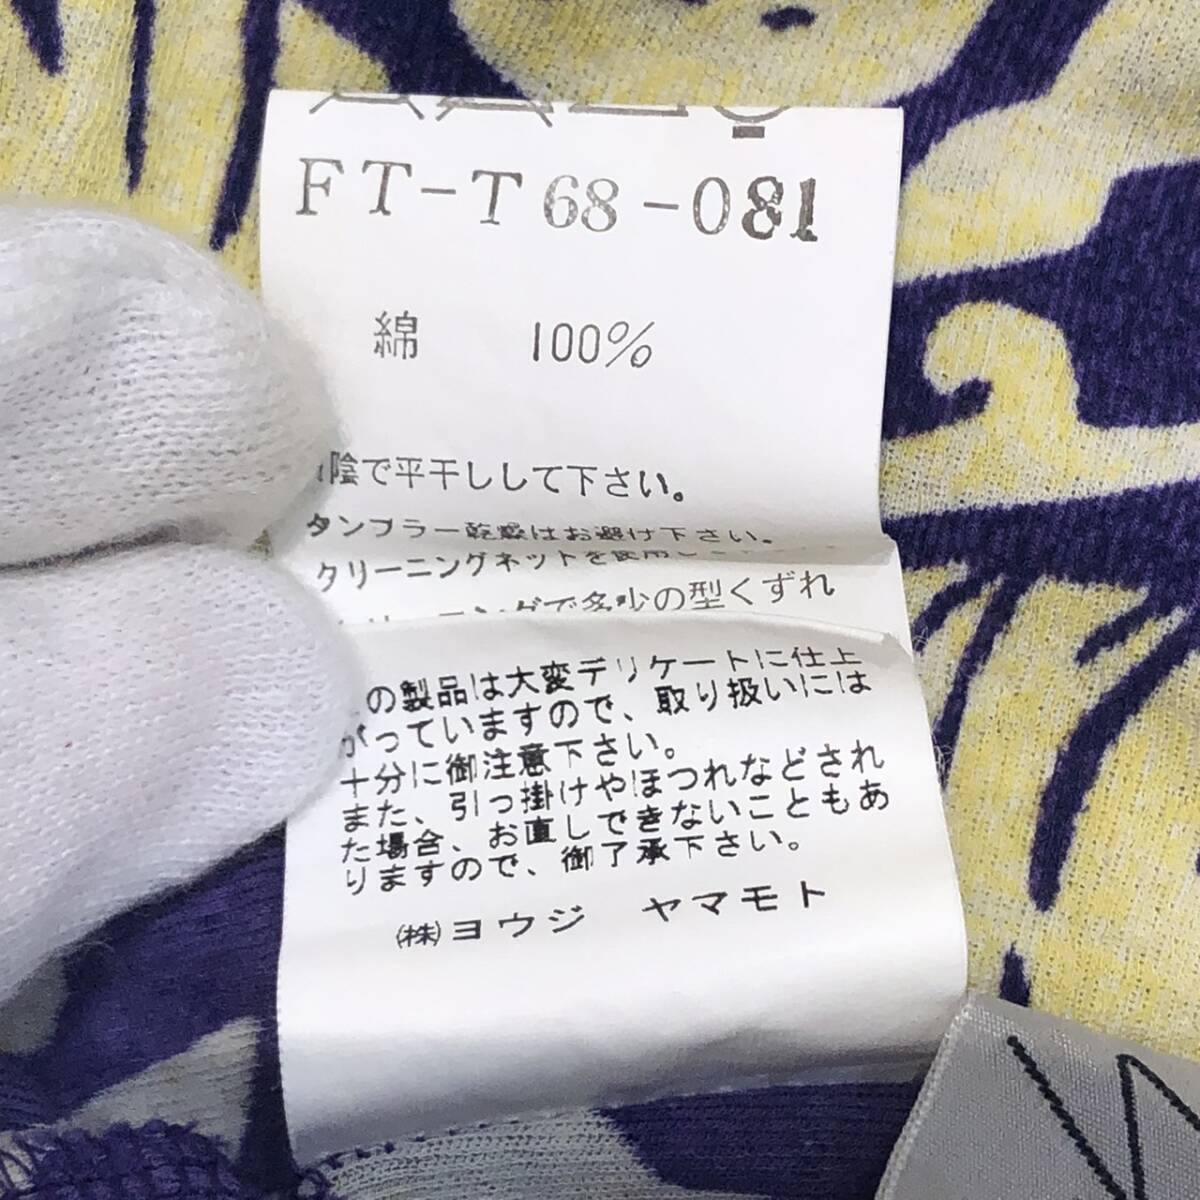 FT-T68-081
綿 100%
陰で平干しして下さい。
タンブラー乾燥はお避け下さい。
クリーニングネットを使用し
ングで多少の型くずれ
の製品は大変デリケートに仕上
がっていますので、取り扱いには
十分に御注意下さい。
また、引っ掛けやほつれなどされ
た場合、お直しできないこともあ
りますので、御了承下さい。
㈱ヨウジ ヤマモト